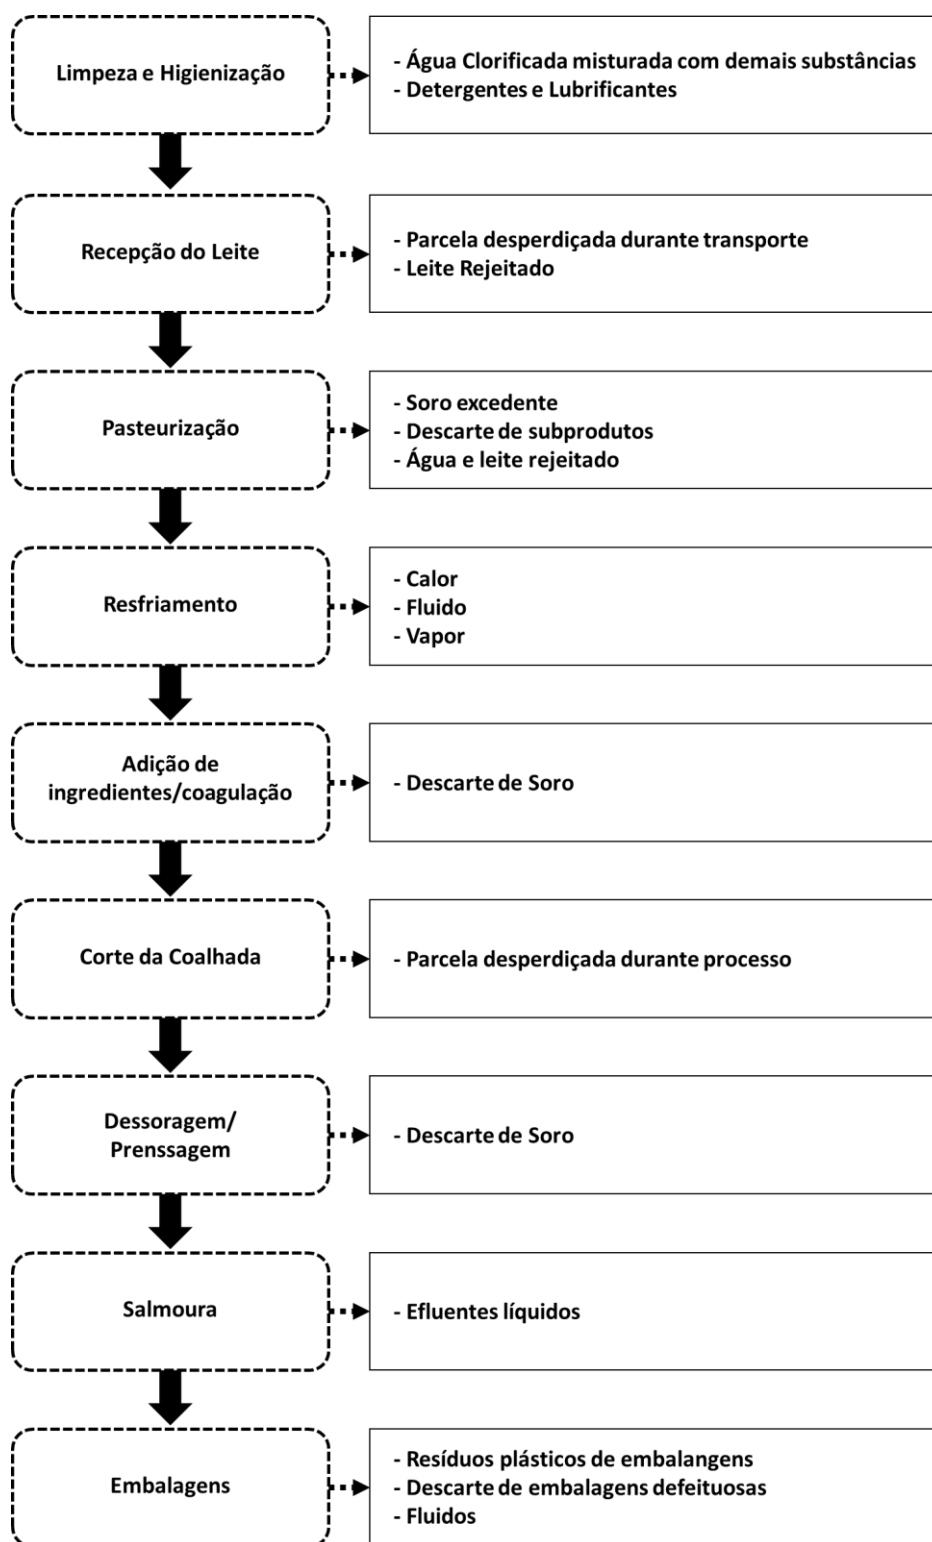 Limpeza e Higienização
- Água Clorificada misturada com demais substâncias
- Detergentes e Lubrificantes
Recepção do Leite
- Parcela desperdiçada durante transporte
- Leite Rejeitado
Pasteurização
- Soro excedente
- Descarte de subprodutos
- Água e leite rejeitado
Resfriamento
- Calor
- Fluido
- Vapor
Adição de
ingredientes/coagulação
- Descarte de Soro
Corte da Coalhada
- Parcela desperdiçada durante processo
Dessoragem/
Prenssagem
- Descarte de Soro
Salmoura
- Efluentes líquidos
Embalagens
- Resíduos plásticos de embalangens
- Descarte de embalagens defeituosas
- Fluidos